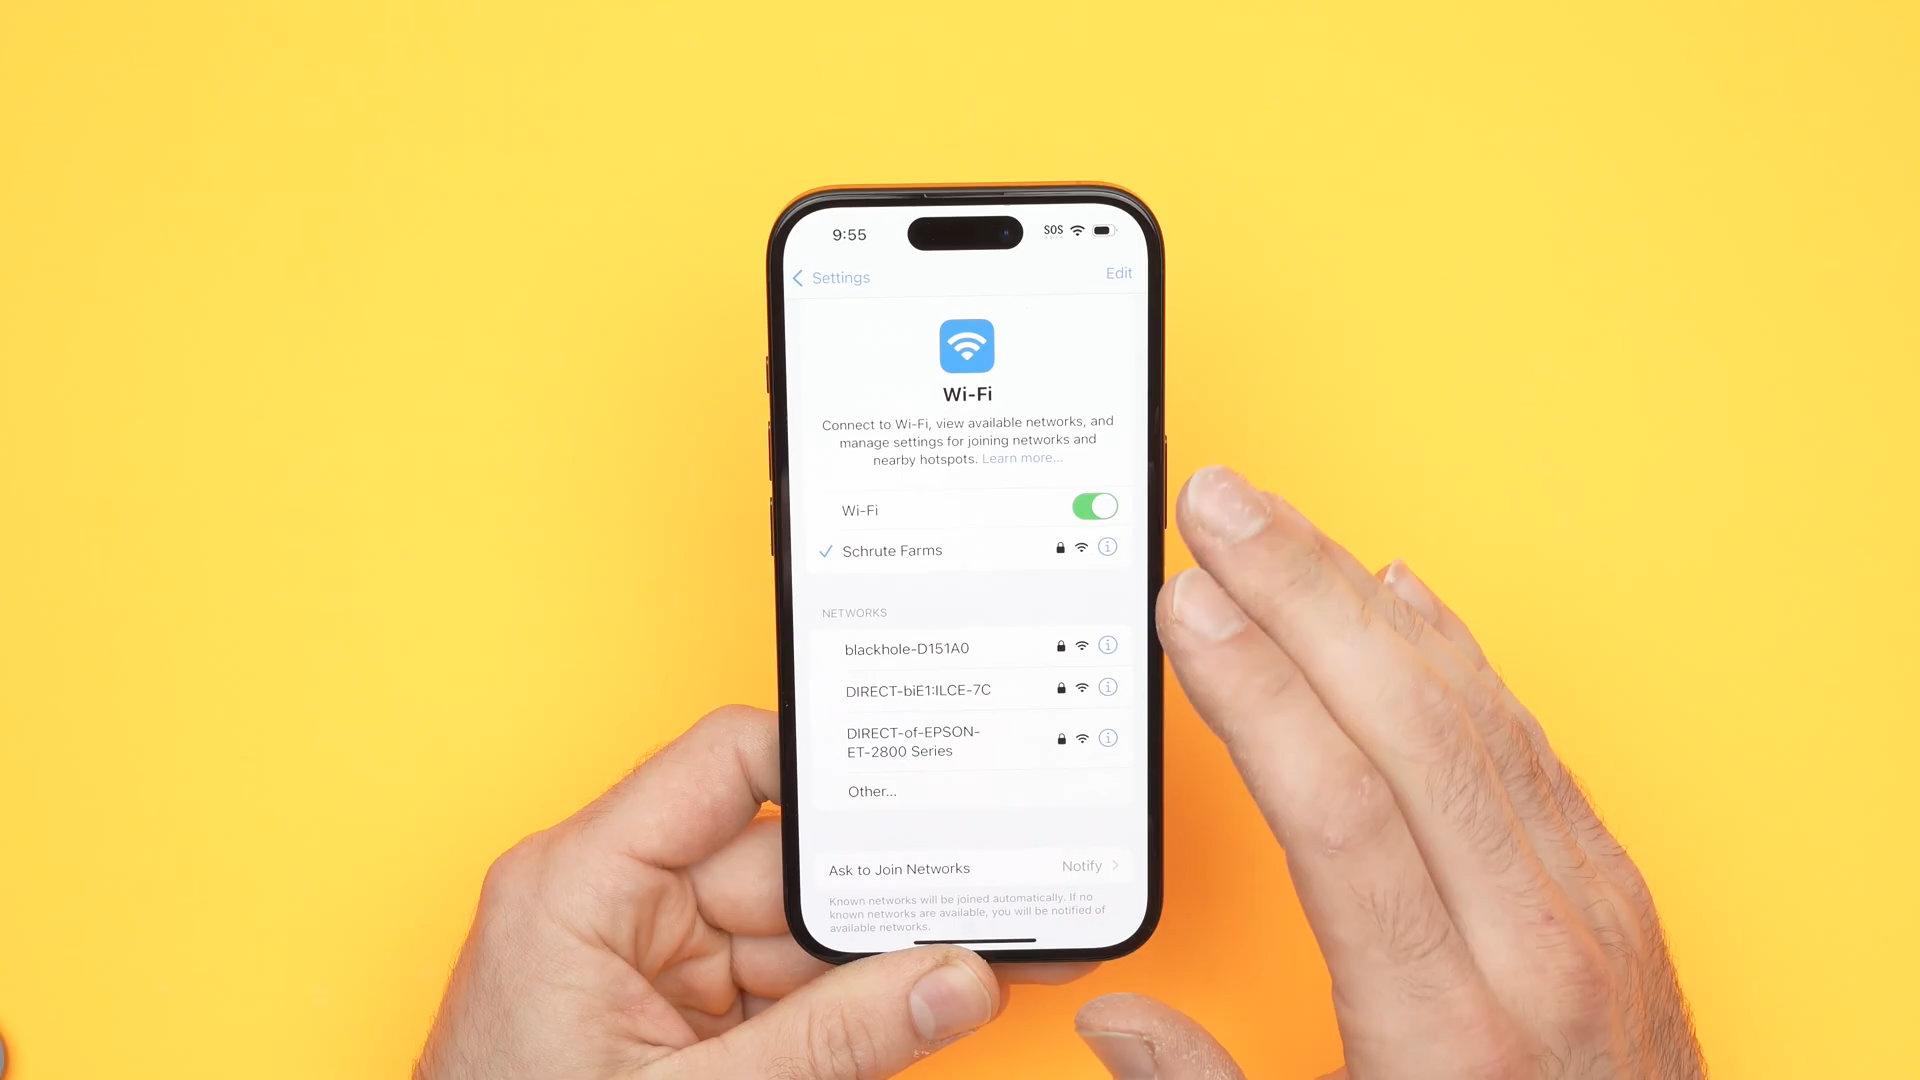 9:55
SOS
Settings
Edit
Wi-Fi
Connect to Wi-Fi, view available networks, and
manage settings for joining networks and
nearby hotspots. Learn more...
Wi-Fi
Schrute Farms
NETWORKS
blackhole-D151A0
DIRECT-biE1:ILCE-7C
DIRECT-of-EPSON-
ET-2800 Series
Other...
Ask to Join Networks
Notify
Known networks will be joined automatically. If no
known networks are available, you will be notified of
available networks.